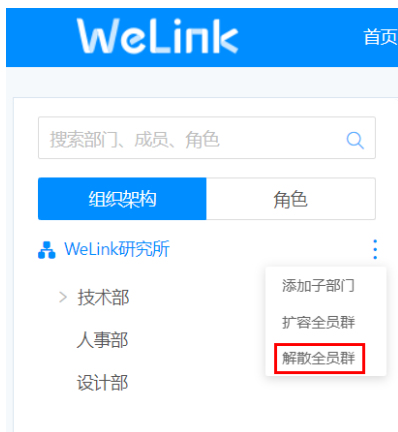 WeLink
首页
搜索部门、成员、角色
组织架构
角色
WeLink研究所
添加子部门
技术部
扩容全员群
人事部
解散全员群
设计部